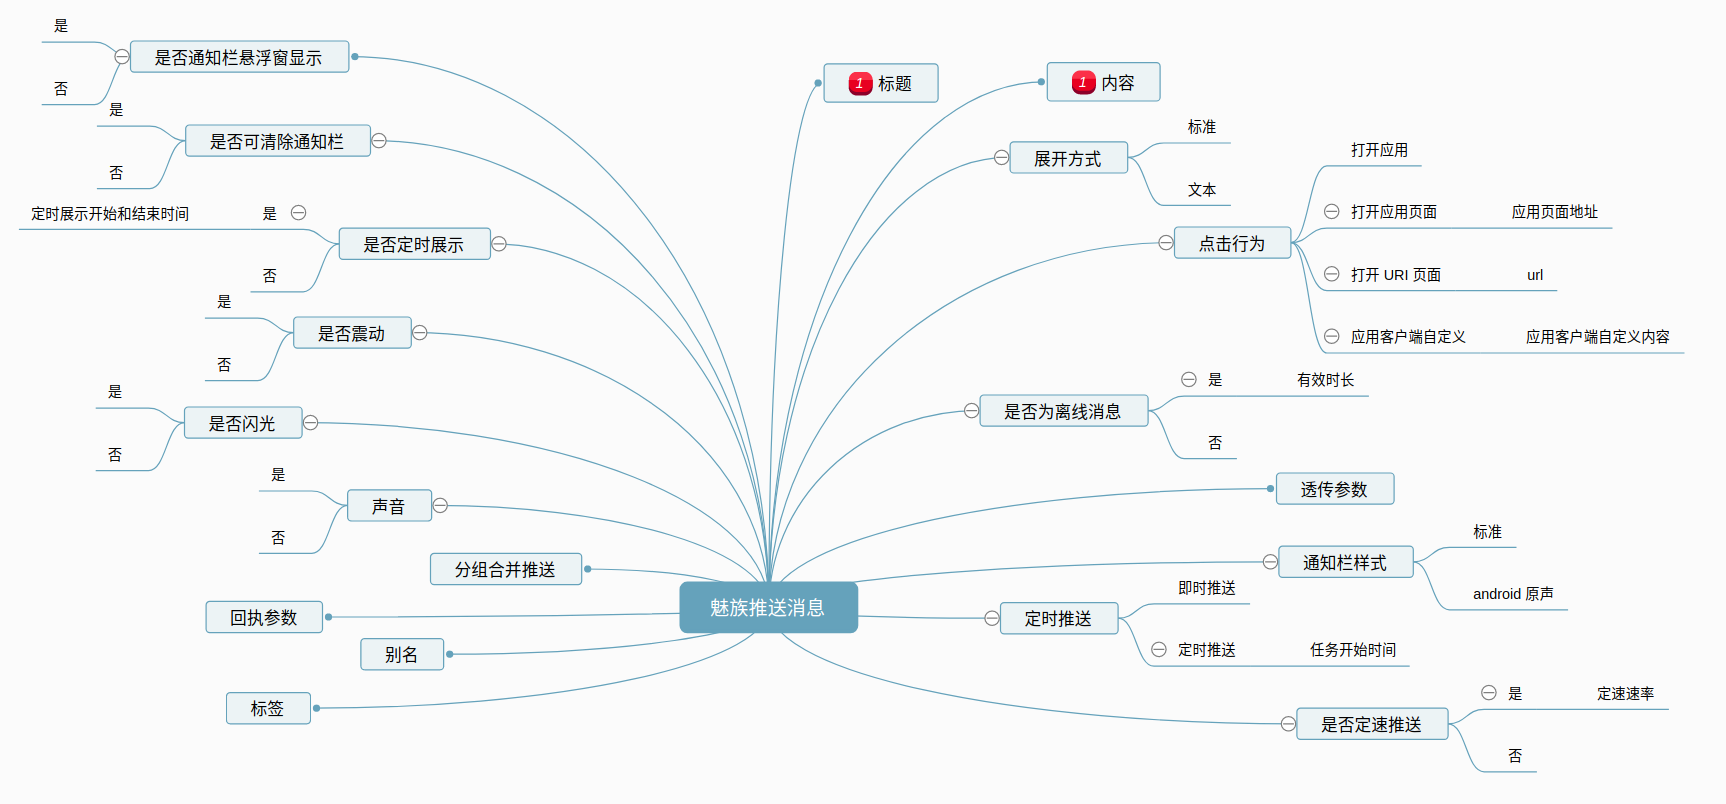 魅族推送消息
1 标题
1 内容
展开方式
标准
文本
点击行为
打开应用
打开应用页面
应用页面地址
打开 URI 页面
url
应用客户端自定义
应用客户端自定义内容
是否为离线消息
是
有效时长
否
透传参数
通知栏样式
标准
android 原声
定时推送
即时推送
定时推送
任务开始时间
是否定速推送
是
定速速率
否
是否通知栏悬浮窗显示
是
否
是否可清除通知栏
是
否
是否定时展示
是
定时展示开始和结束时间
否
是否震动
是
否
是否闪光
是
否
声音
是
否
分组合并推送
回执参数
别名
标签